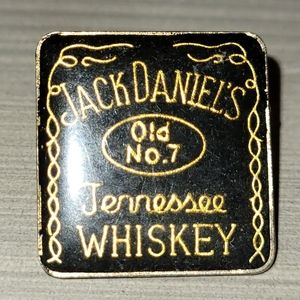 JACK DANIEL'S
Old
No.7
Tennessee
WHISKEY